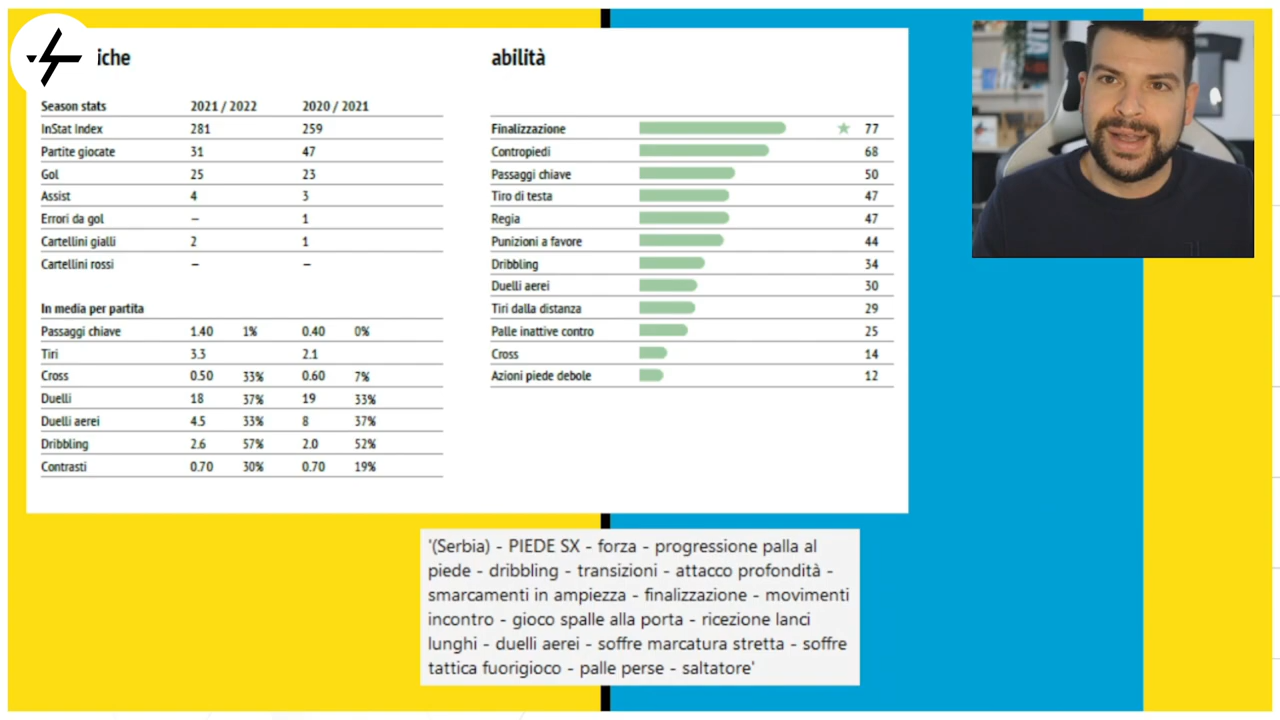 iche
Season stats 2021 / 2022 2020 / 2021
InStat Index 281 259
Partite giocate 31 47
Gol 25 23
Assist 4 3
Errori da gol – 1
Cartellini gialli 2 1
Cartellini rossi – –
In media per partita
Passaggi chiave 1.40 1% 0.40 0%
Tiri 3.3 2.1
Cross 0.50 33% 0.60 7%
Duelli 18 37% 19 33%
Duelli aerei 4.5 33% 8 37%
Dribbling 2.6 57% 2.0 52%
Contrasti 0.70 30% 0.70 19%
abilità
Finalizzazione 77
Contropiedi 68
Passaggi chiave 50
Tiro di testa 47
Regia 47
Punizioni a favore 44
Dribbling 34
Duelli aerei 30
Tiri dalla distanza 29
Palle inattive contro 25
Cross 14
Azioni piede debole 12
'(Serbia) - PIEDE SX - forza - progressione palla al
piede - dribbling - transizioni - attacco profondità -
smarcamenti in ampiezza - finalizzazione - movimenti
incontro - gioco spalle alla porta - ricezione lanci
lunghi - duelli aerei - soffre marcatura stretta - soffre
tattica fuorigioco - palle perse - saltatore'